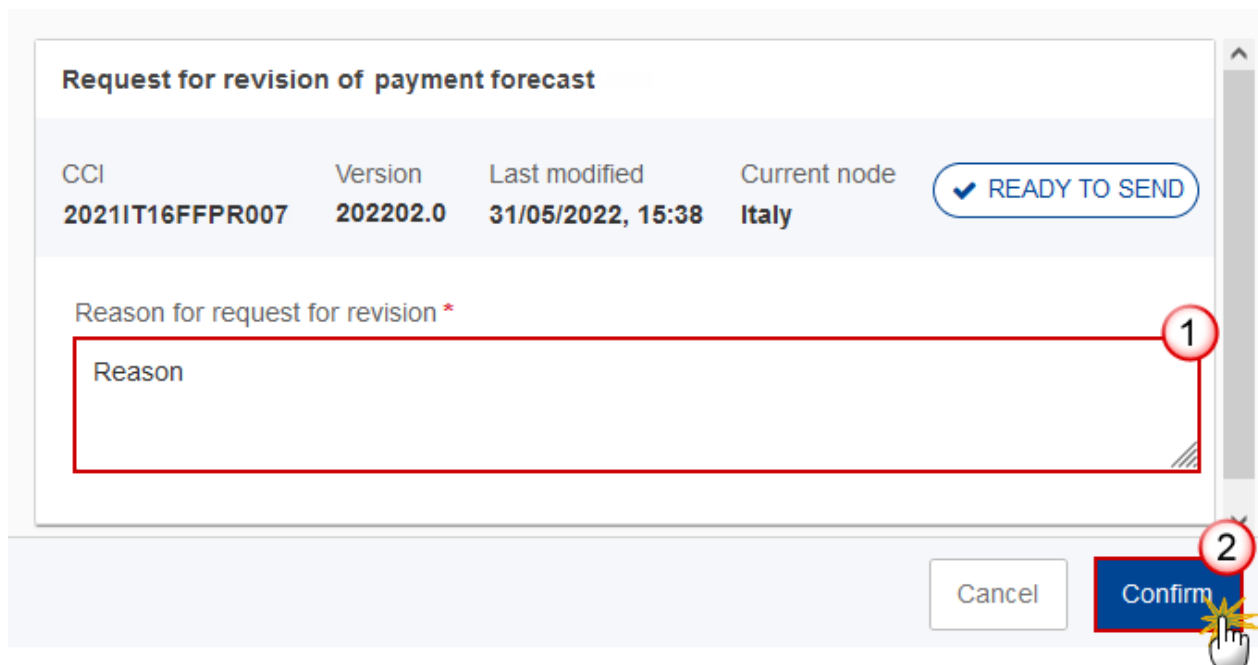 Request for revision of payment forecast
CCI Version Last modified Current node
2021IT16FFPR007 202202.0 31/05/2022, 15:38 Italy
READY TO SEND
Reason for request for revision *
1
Reason
2
Cancel Confirm